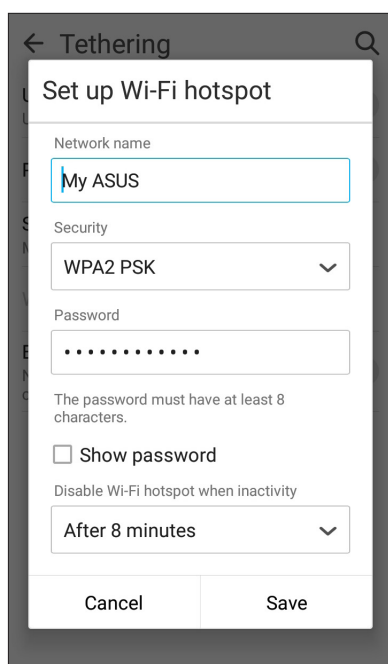 Tethering
Set up Wi-Fi hotspot
Network name
My ASUS
Security
WPA2 PSK
Password
••••••••••••
The password must have at least 8
characters.
Show password
Disable Wi-Fi hotspot when inactivity
After 8 minutes
Cancel
Save